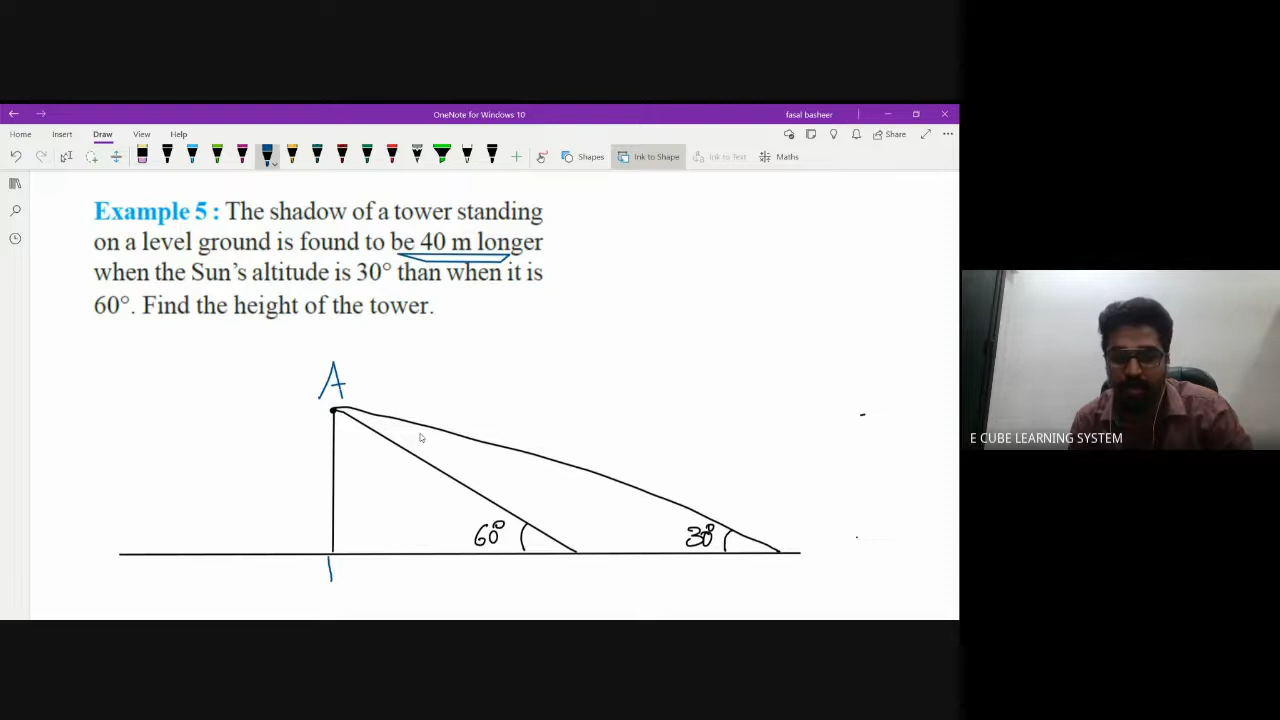 OneNote for Windows 10
fasal basheer
Home Insert Draw View Help
Share
Shapes
Ink to Shape
Ink to Text
Maths
Example 5 : The shadow of a tower standing
on a level ground is found to be 40 m longer
when the Sun's altitude is 30° than when it is
60°. Find the height of the tower.
A
60°
30°
E CUBE LEARNING SYSTEM